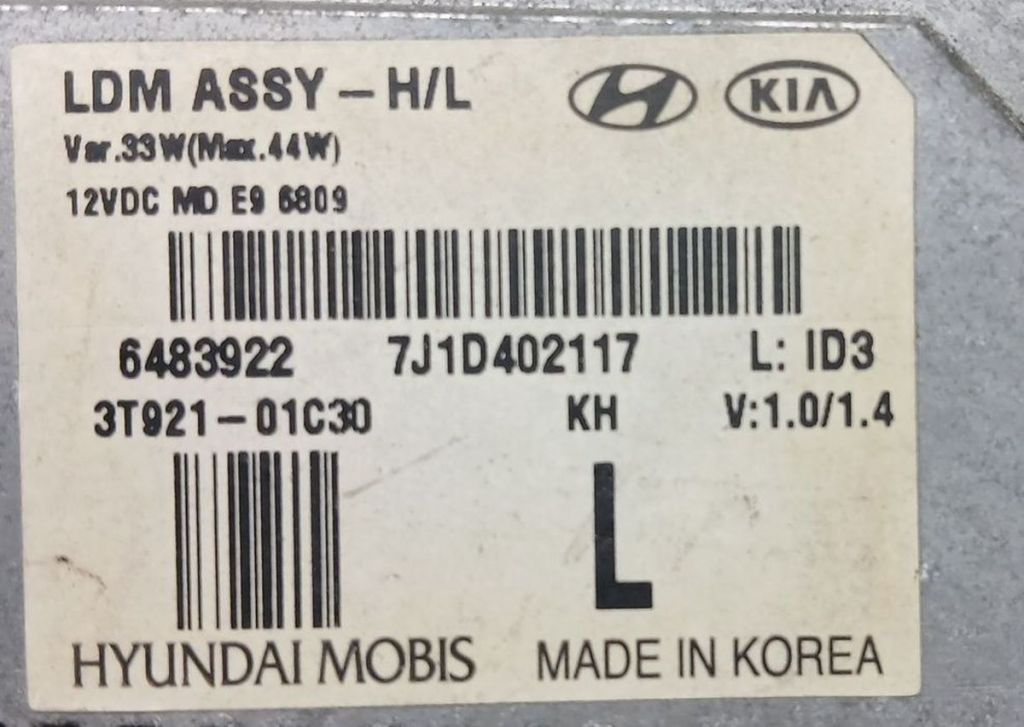 LDM ASSY – H/L
KIA
Var.33W(Max.44W)
12VDC MD E9 6809
6483922 7J1D402117 L: ID3
3T921-01C30 KH V:1.0/1.4
L
HYUNDAI MOBIS MADE IN KOREA